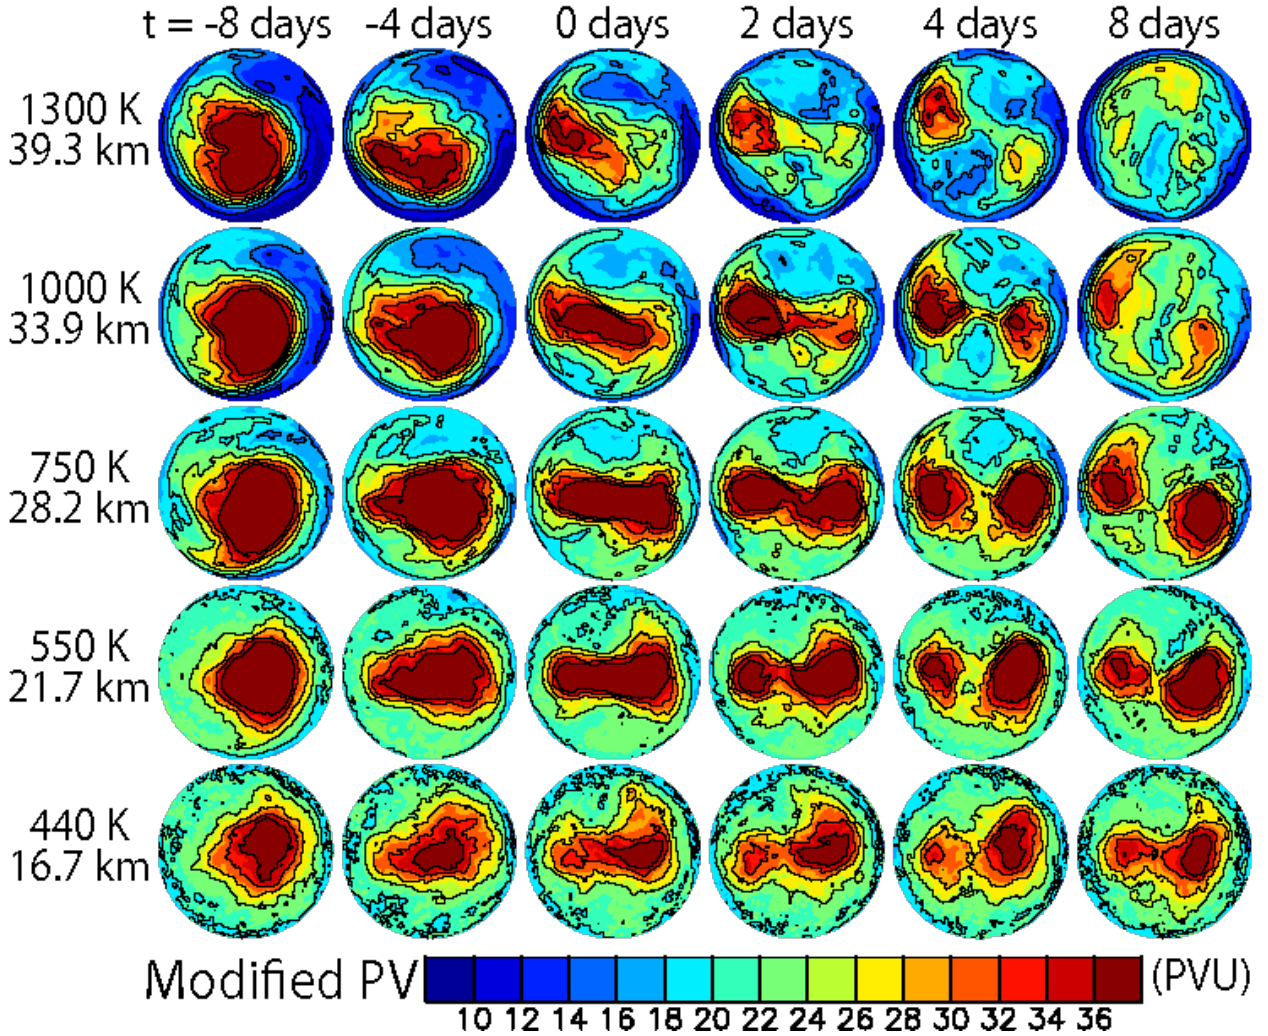 t = -8 days -4 days 0 days 2 days 4 days 8 days
1300 K
39.3 km
1000 K
33.9 km
750 K
28.2 km
550 K
21.7 km
440 K
16.7 km
Modified PV (PVU)
10 12 14 16 18 20 22 24 26 28 30 32 34 36